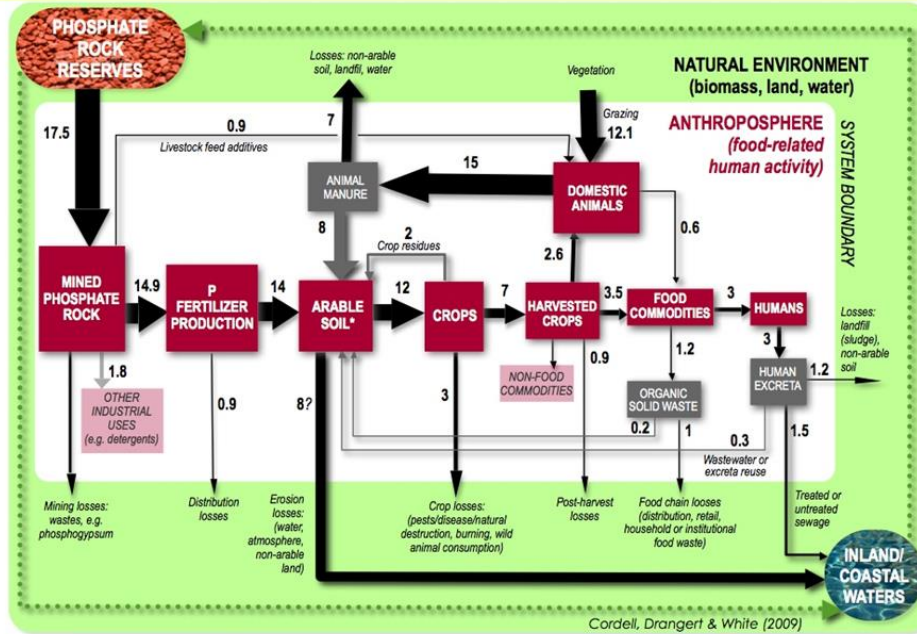 PHOSPHATE
ROCK
RESERVES
Losses: non-arable
soil, landfil, water
Vegetation
NATURAL ENVIRONMENT
(biomass, land, water)
17.5
0.9
Livestock feed additives
7
Grazing
12.1
ANTHROPOSPHERE
(food-related
human activity)
SYSTEM BOUNDARY
ANIMAL
MANURE
15
DOMESTIC
ANIMALS
8
2
Crop residues
2.6
0.6
MINED
PHOSPHATE
ROCK
14.9
P
FERTILIZER
PRODUCTION
14
ARABLE
SOIL*
12
CROPS
7
HARVESTED
CROPS
3.5
FOOD
COMMODITIES
3
HUMANS
1.8
OTHER
INDUSTRIAL
USES
(e.g. detergents)
0.9
8?
3
NON-FOOD
COMMODITIES
0.9
1.2
ORGANIC
SOLID WASTE
0.2
1
3
HUMAN
EXCRETA
1.2
Losses:
landfill
(sludge),
non-arable
soil
0.3
Wastewater or
excreta reuse
1.5
Mining losses:
wastes, e.g.
phosphogypsum
Distribution
losses
Erosion
losses:
(water,
atmosphere,
non-arable
land)
Crop losses:
(pests/disease/natural
destruction, burning, wild
animal consumption)
Post-harvest
losses
Food chain losses
(distribution, retail,
household or institutional
food waste)
Treated or
untreated
sewage
INLAND/
COASTAL
WATERS
Cordell, Drangert & White (2009)